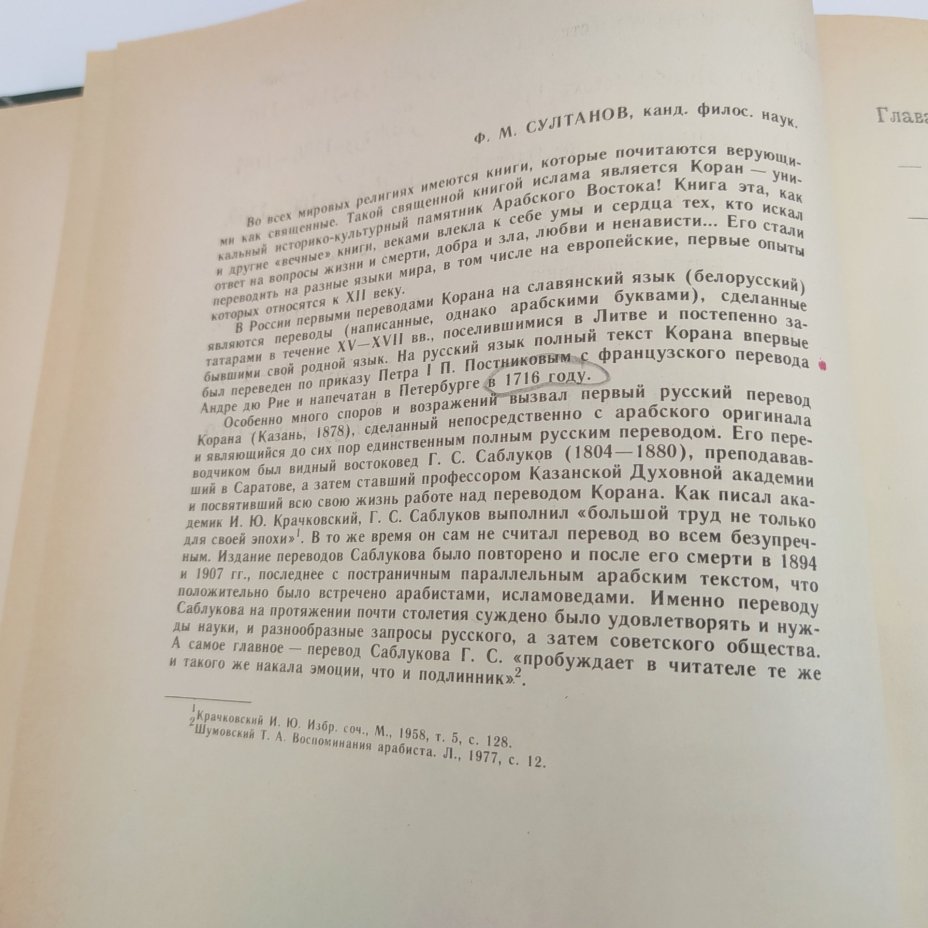 Ф. М. СУЛТАНОВ, канд. филос. наук.
Во всех мировых религиях имеются книги, которые почитаются верующи-
ми как священные. Такой священной книгой ислама является Коран — уни-
кальный историко-культурный памятник Арабского Востока! Книга эта, как
и другие «вечные» книги, веками влекла к себе умы и сердца тех, кто искал
ответ на вопросы жизни и смерти, добра и зла, любви и ненависти... Его стали
переводить на разные языки мира, в том числе на европейские, первые опыты
которых относятся к XII веку.
В России первыми переводами Корана на славянский язык (белорусский)
являются переводы (написанные, однако арабскими буквами), сделанные
татарами в течение XV—XVII вв., поселившимися в Литве и постепенно за-
бывшими свой родной язык. На русский язык полный текст Корана впервые
был переведен по приказу Петра I П. Постниковым с французского перевода
Андре дю Рие и напечатан в Петербурге в 1716 году.
Особенно много споров и возражений вызвал первый русский перевод
Корана (Казань, 1878), сделанный непосредственно с арабского оригинала
и являющийся до сих пор единственным полным русским переводом. Его пере-
водчиком был видный востоковед Г. С. Саблуков (1804—1880), преподавав-
ший в Саратове, а затем ставший профессором Казанской Духовной академии
и посвятивший всю свою жизнь работе над переводом Корана. Как писал ака-
демик И. Ю. Крачковский, Г. С. Саблуков выполнил «большой труд не только
для своей эпохи»¹. В то же время он сам не считал перевод во всем безупреч-
ным. Издание переводов Саблукова было повторено и после его смерти в 1894
и 1907 гг., последнее с постраничным параллельным арабским текстом, что
положительно было встречено арабистами, исламоведами. Именно переводу
Саблукова на протяжении почти столетия суждено было удовлетворять и нуж-
ды науки, и разнообразные запросы русского, а затем советского общества.
А самое главное — перевод Саблукова Г. С. «пробуждает в читателе те же
и такого же накала эмоции, что и подлинник»².
¹ Крачковский И. Ю. Избр. соч., М., 1958, т. 5, с. 128.
² Шумовский Т. А. Воспоминания арабиста. Л., 1977, с. 12.
Глава